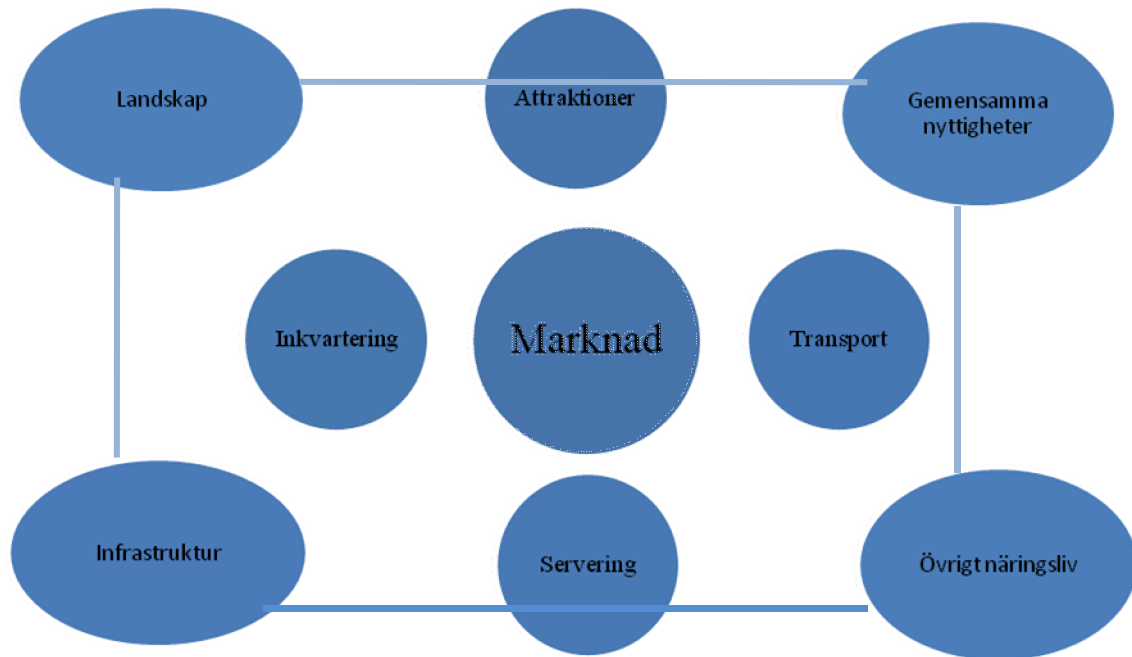 Landskap
Attraktioner
Gemensamma
nyttigheter
Inkvartering
Marknad
Transport
Infrastruktur
Servering
Övrigt näringsliv